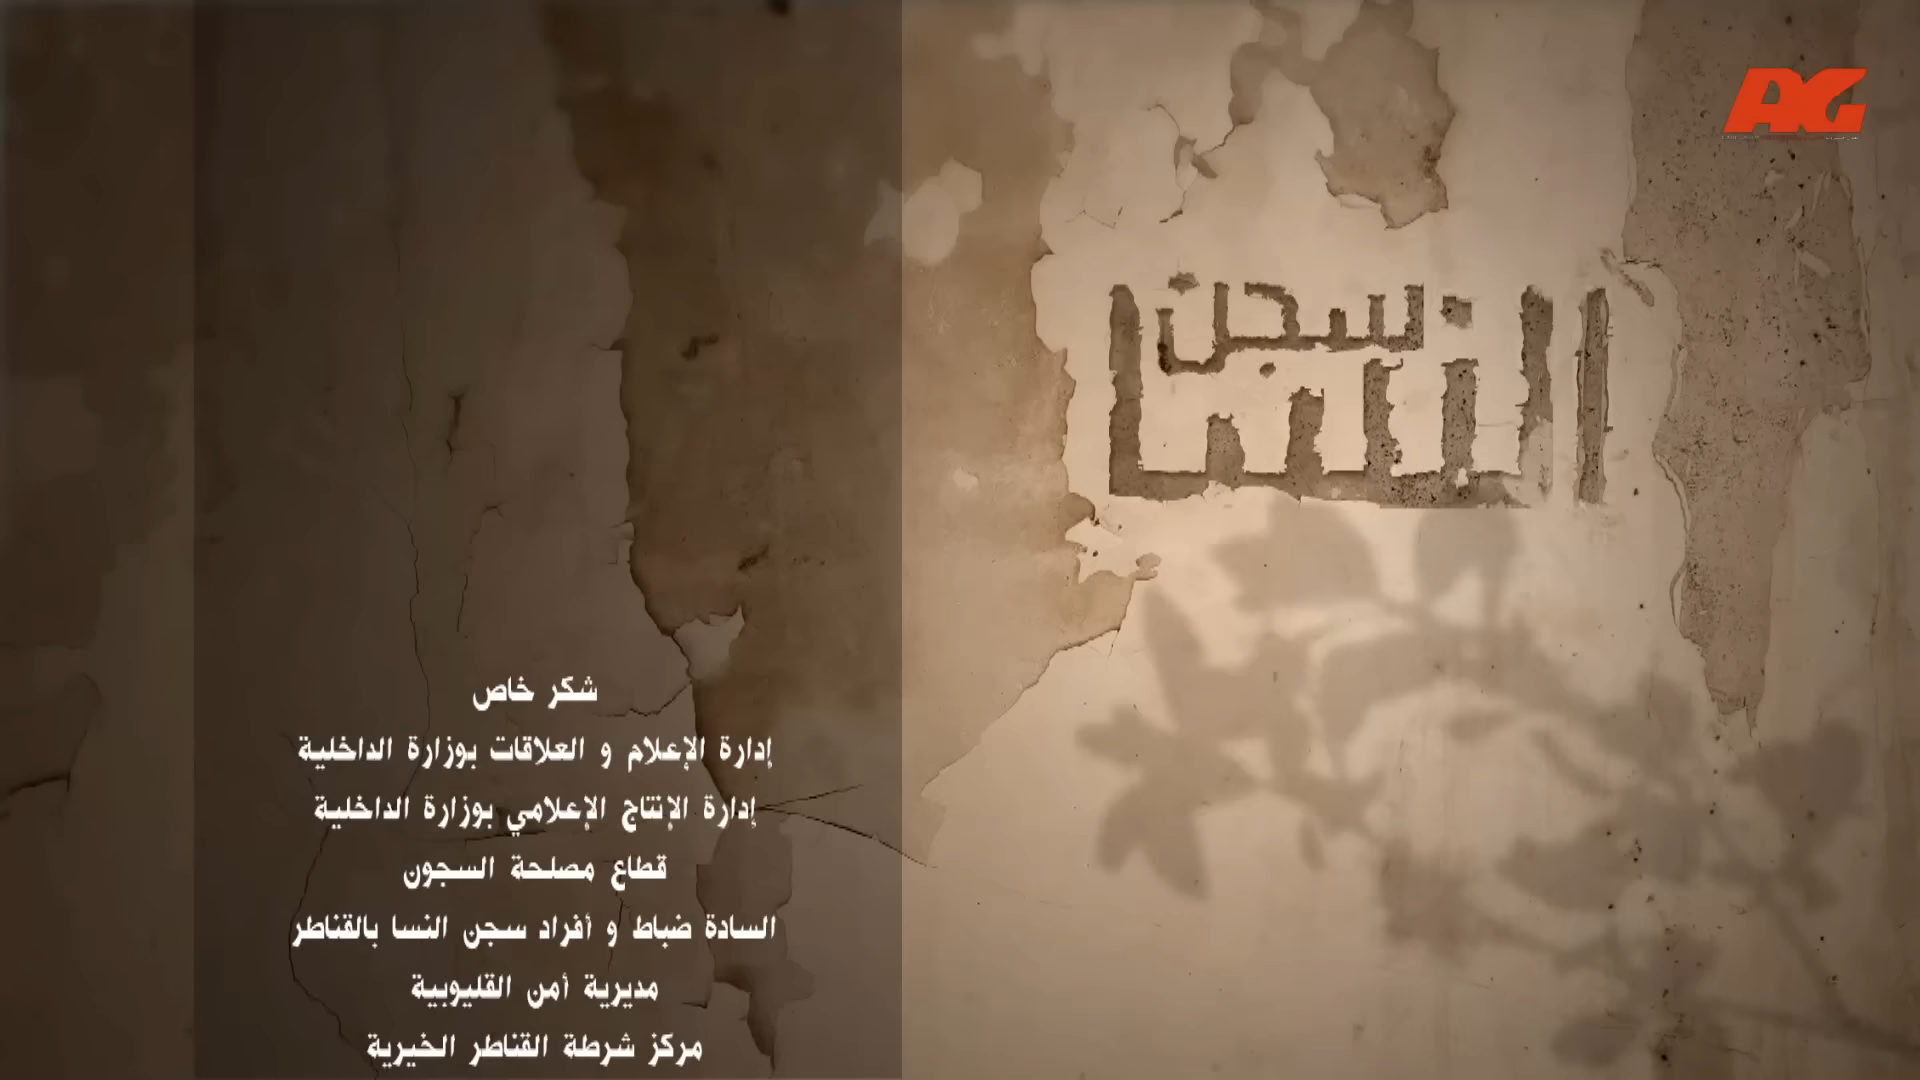 AG
سجن
النسا
شكر خاص
إدارة الإعلام و العلاقات بوزارة الداخلية
إدارة الإنتاج الإعلامي بوزارة الداخلية
قطاع مصلحة السجون
السادة ضباط و أفراد سجن النسا بالقناطر
مديرية أمن القليوبية
مركز شرطة القناطر الخيرية